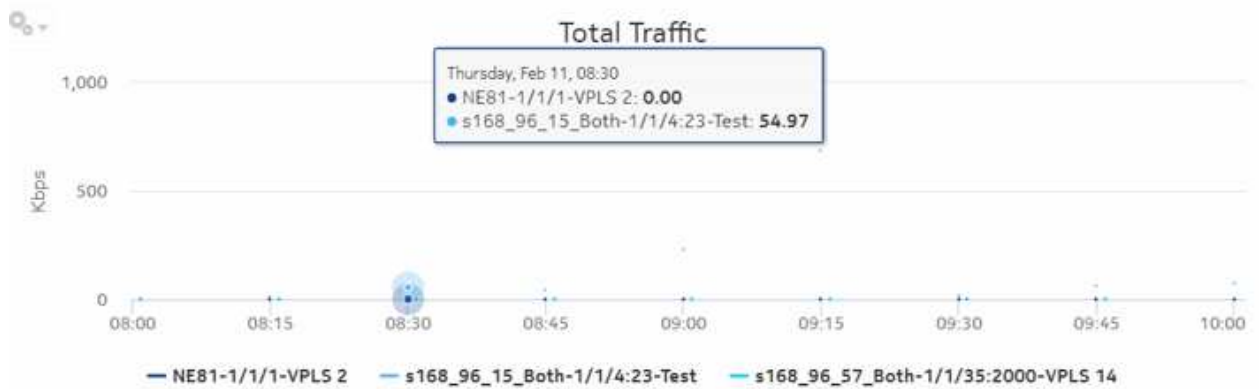 Total Traffic
Thursday, Feb 11, 08:30
NE81-1/1/1-VPLS 2: 0.00
s168_96_15_Both-1/1/4:23-Test: 54.97
1,000
500
0
Kbps
08:00 08:15 08:30 08:45 09:00 09:15 09:30 09:45 10:00
NE81-1/1/1-VPLS 2 s168_96_15_Both-1/1/4:23-Test s168_96_57_Both-1/1/35:2000-VPLS 14